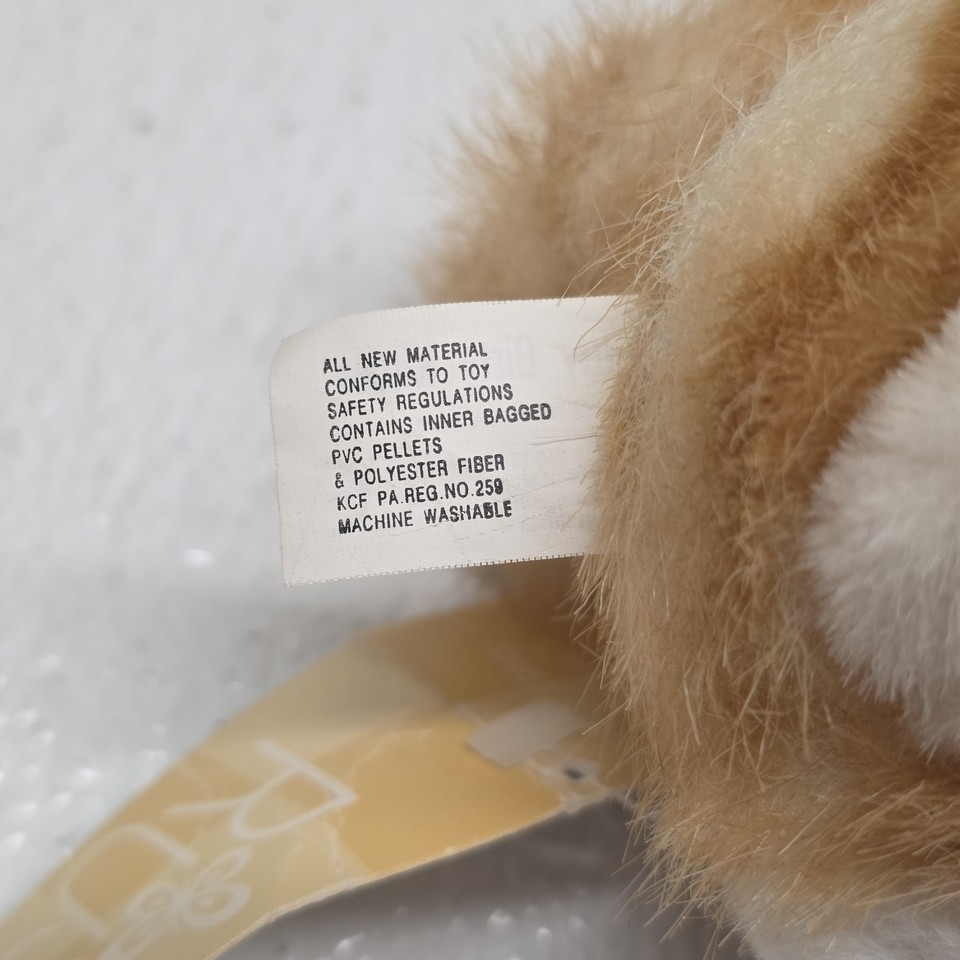 ALL NEW MATERIAL
CONFORMS TO TOY
SAFETY REGULATIONS
CONTAINS INNER BAGGED
PVC PELLETS
& POLYESTER FIBER
KCF PA.REG.NO.259
MACHINE WASHABLE
RU